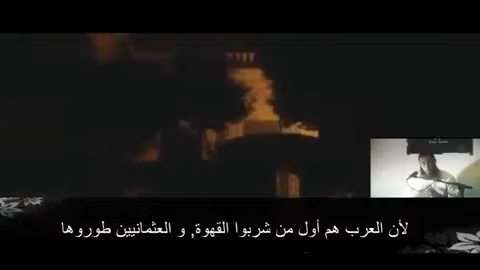 لأن العرب هم أول من شربوا القهوة, و العثمانيين طوروها